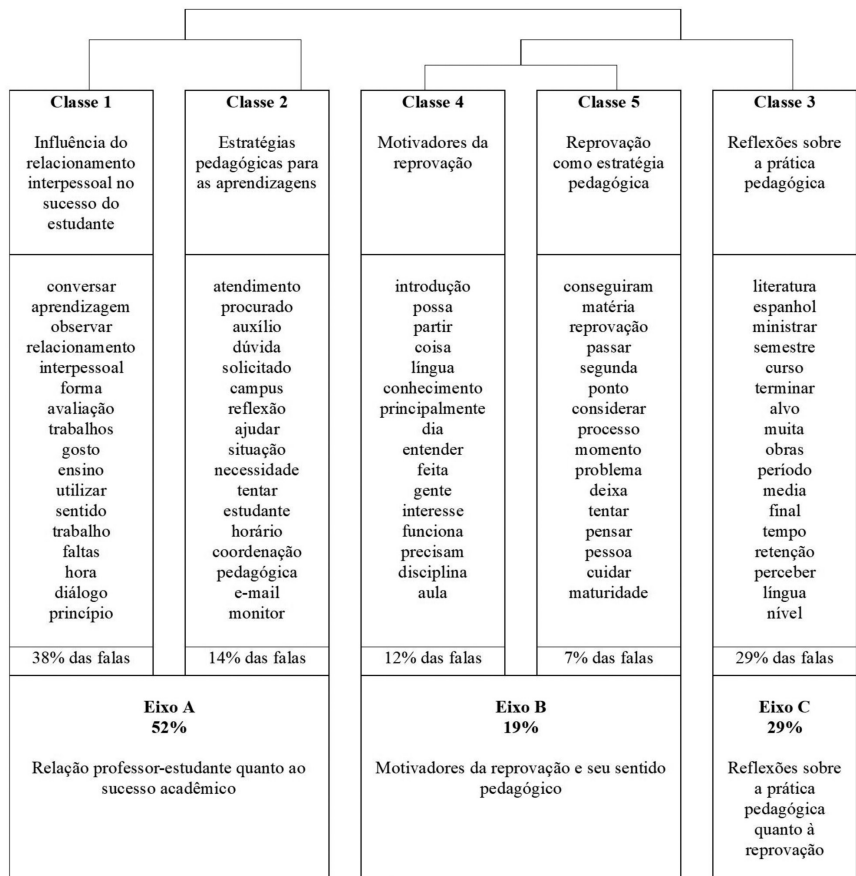 Classe 1
Influência do
relacionamento
interpessoal no
sucesso do
estudante
conversar
aprendizagem
observar
relacionamento
interpessoal
forma
avaliação
trabalhos
gosto
ensino
utilizar
sentido
trabalho
faltas
hora
diálogo
princípio
38% das falas
Classe 2
Estratégias
pedagógicas para
as aprendizagens
atendimento
procurado
auxílio
dúvida
solicitado
campus
reflexão
ajudar
situação
necessidade
tentar
estudante
horário
coordenação
pedagógica
e-mail
monitor
14% das falas
Eixo A
52%
Relação professor-estudante quanto ao
sucesso acadêmico
Classe 4
Motivadores da
reprovação
introdução
possa
partir
coisa
língua
conhecimento
principalmente
dia
entender
feita
gente
interesse
funciona
precisam
disciplina
aula
12% das falas
Classe 5
Reprovação
como estratégia
pedagógica
conseguiram
matéria
reprovação
passar
segunda
ponto
considerar
processo
momento
problema
deixa
tentar
pensar
pessoa
cuidar
maturidade
7% das falas
Eixo B
19%
Motivadores da reprovação e seu sentido
pedagógico
Classe 3
Reflexões sobre
a prática
pedagógica
literatura
espanhol
ministrar
semestre
curso
terminar
alvo
muita
obras
período
media
final
tempo
retenção
perceber
língua
nível
29% das falas
Eixo C
29%
Reflexões sobre
a prática
pedagógica
quanto à
reprovação